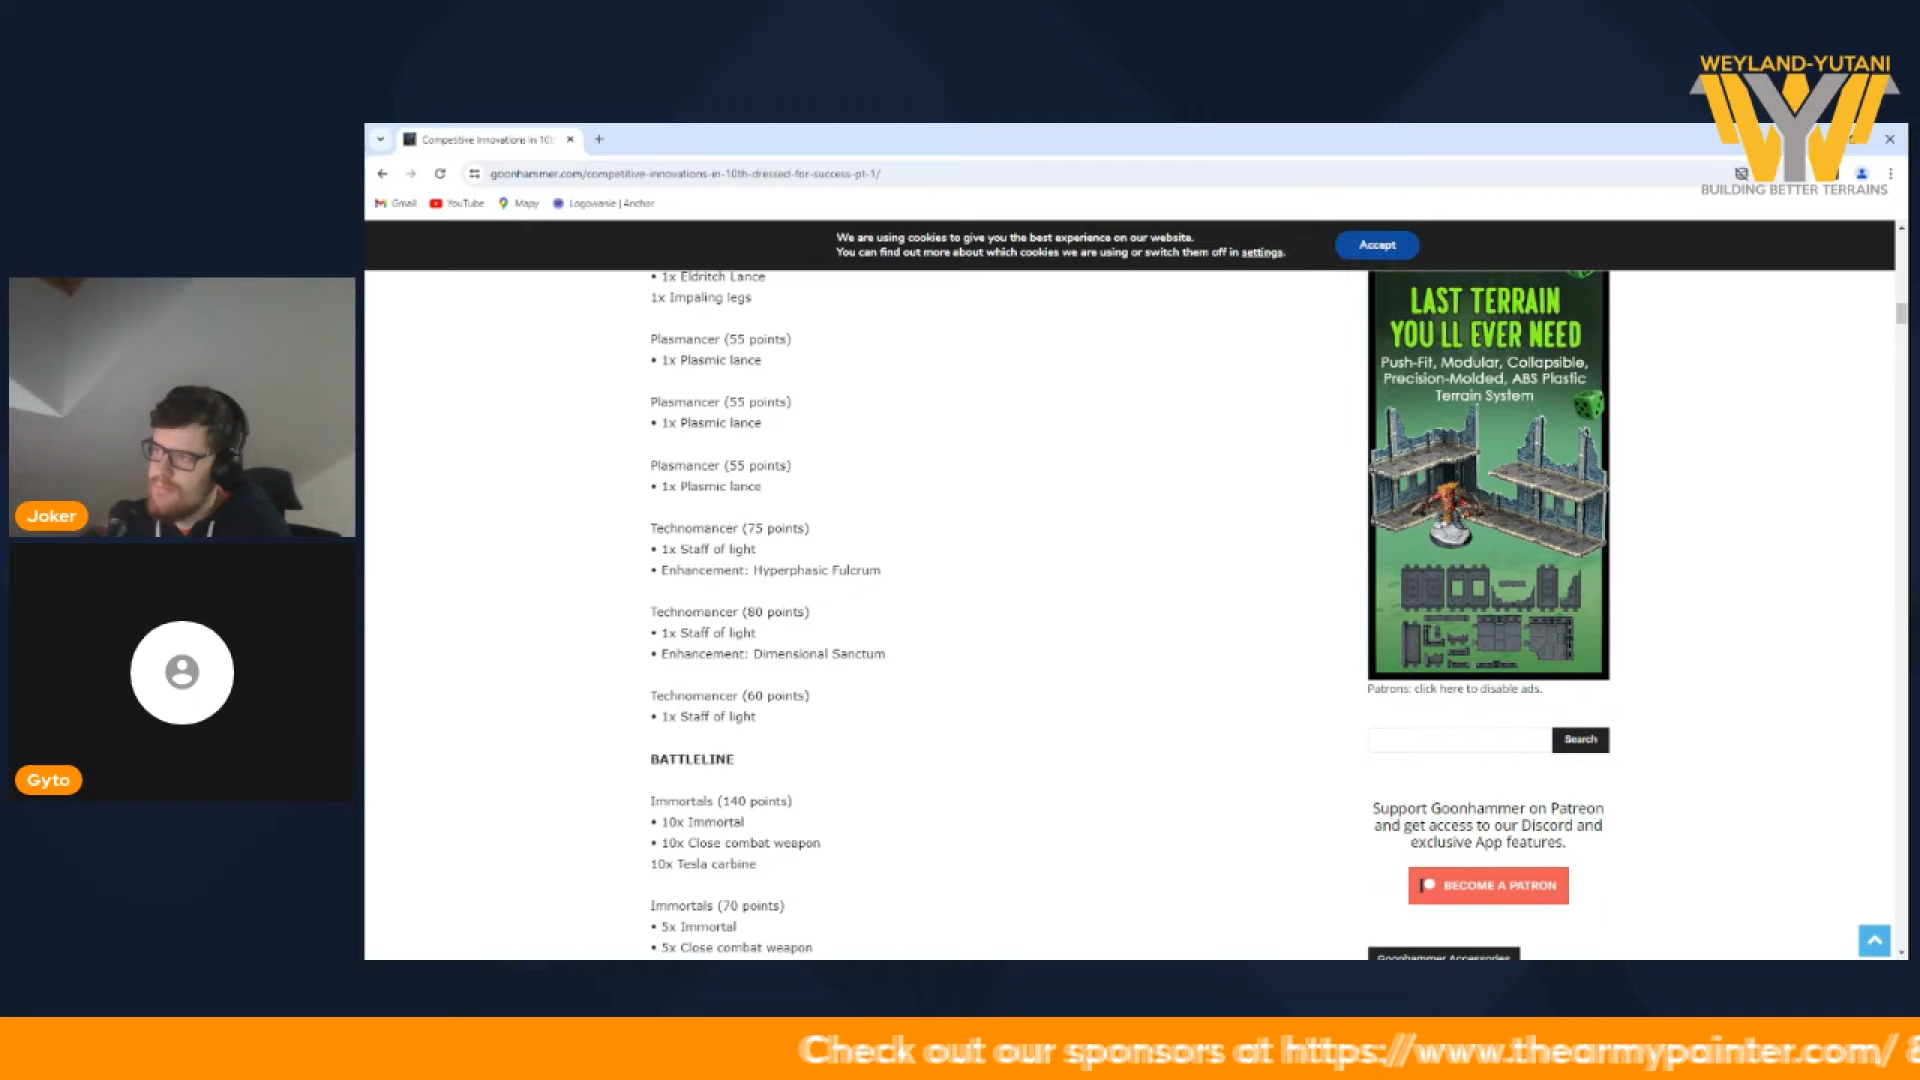 WEYLAND-YUTANI
BUILDING BETTER TERRAINS
Competitive Innovations in 10t
goonhammer.com/competitive-innovations-in-10th-dressed-for-success-pt-1/
Gmail YouTube Mapy Logowanie | Anchor
We are using cookies to give you the best experience on our website.
You can find out more about which cookies we are using or switch them off in settings.
Accept
• 1x Eldritch Lance
1x Impaling legs
Plasmancer (55 points)
• 1x Plasmic lance
Plasmancer (55 points)
• 1x Plasmic lance
Plasmancer (55 points)
• 1x Plasmic lance
Technomancer (75 points)
• 1x Staff of light
• Enhancement: Hyperphasic Fulcrum
Technomancer (80 points)
• 1x Staff of light
• Enhancement: Dimensional Sanctum
Technomancer (60 points)
• 1x Staff of light
BATTLELINE
Immortals (140 points)
• 10x Immortal
• 10x Close combat weapon
10x Tesla carbine
Immortals (70 points)
• 5x Immortal
• 5x Close combat weapon
LAST TERRAIN
YOU LL EVER NEED
Push-Fit, Modular, Collapsible,
Precision-Molded, ABS Plastic
Terrain System
Patrons: click here to disable ads.
Search
Support Goonhammer on Patreon
and get access to our Discord and
exclusive App features.
BECOME A PATRON
Goonhammer Accessories
Joker
Gyto
Check out our sponsors at https://www.thearmypainter.com/ &